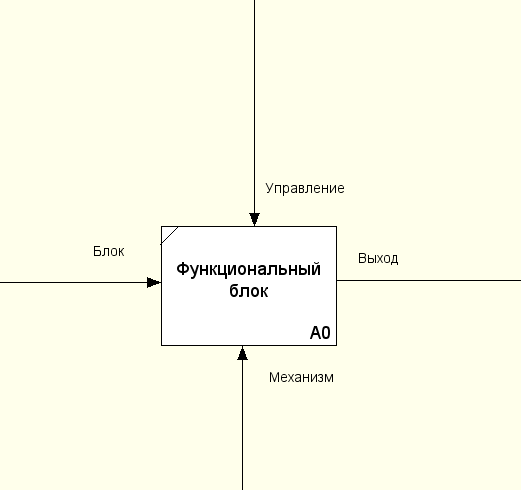 Управление
Блок
Выход
Функциональный
блок
A0
Механизм